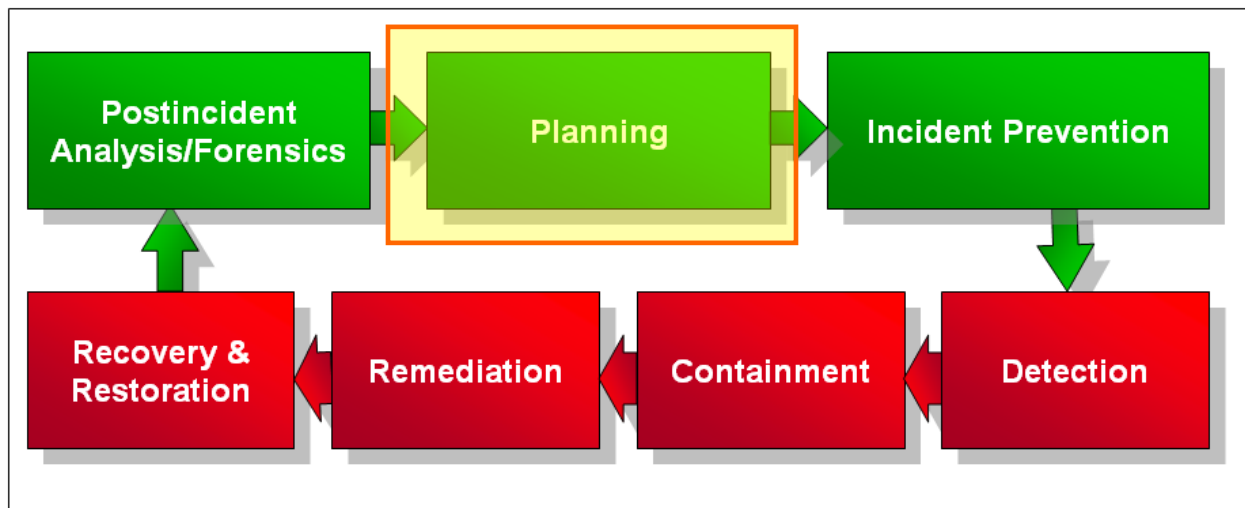 Postincident
Analysis/Forensics
Planning
Incident Prevention
Recovery &
Restoration
Remediation
Containment
Detection